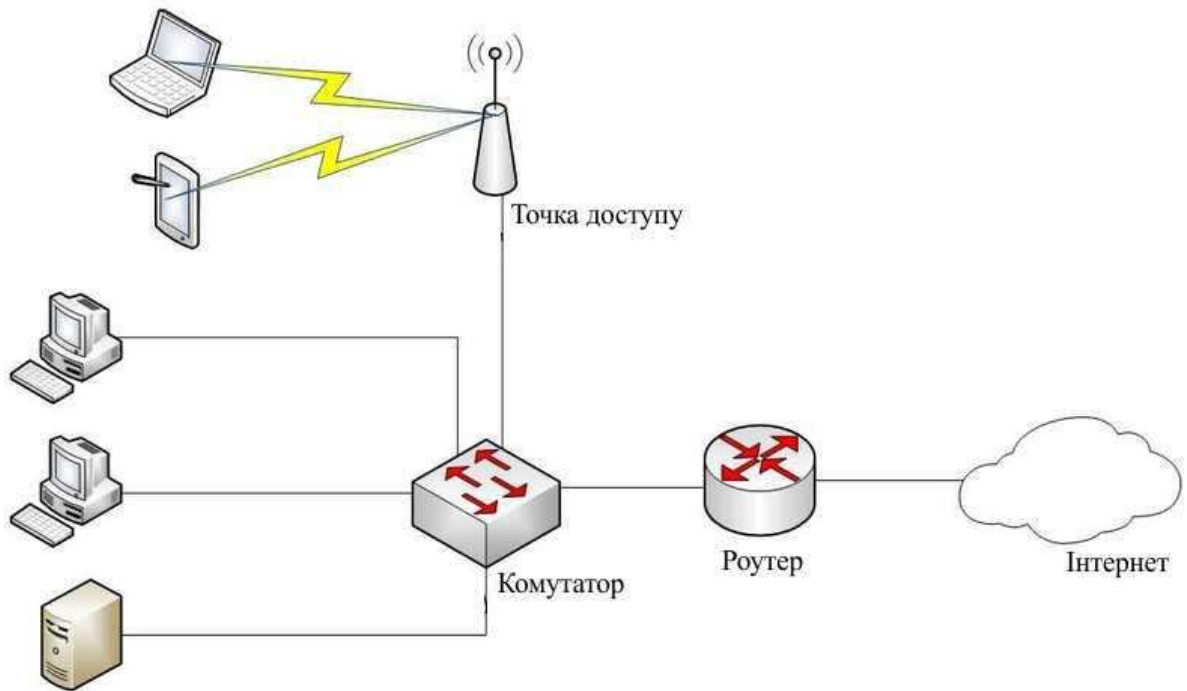 Точка доступу
Комутатор
Роутер
Інтернет